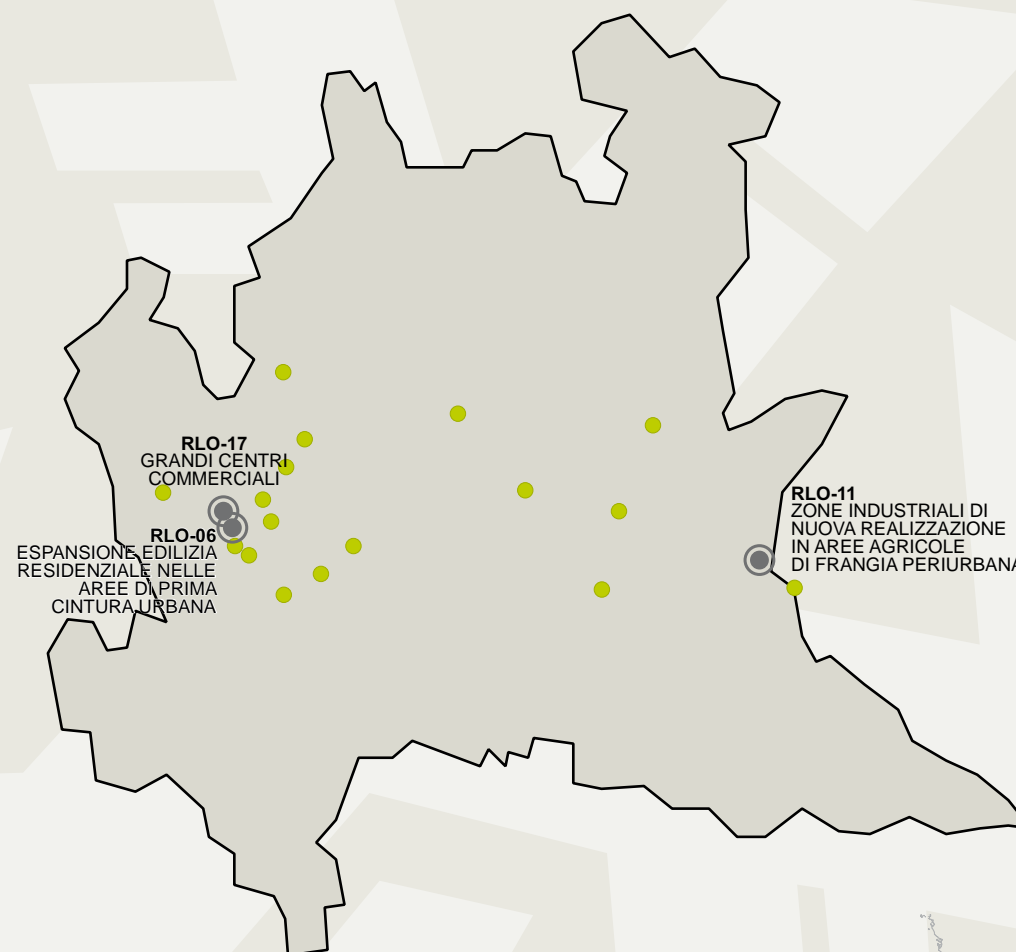 RLO-17
GRANDI CENTRI
COMMERCIALI
RLO-06
ESPANSIONE EDILIZIA
RESIDENZIALE NELLE
AREE DI PRIMA
CINTURA URBANA
RLO-11
ZONE INDUSTRIALI DI
NUOVA REALIZZAZIONE
IN AREE AGRICOLE
DI FRANGIA PERIURBANA